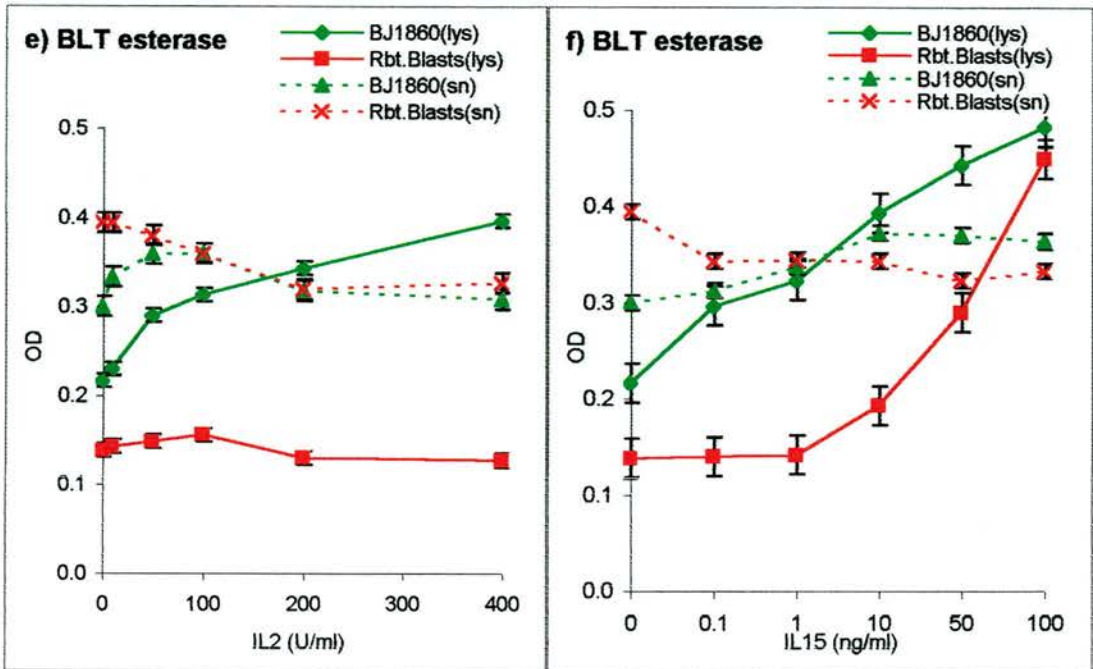 e) BLT esterase
BJ1860(lys)
Rbt.Blasts(lys)
BJ1860(sn)
Rbt.Blasts(sn)
0.5
0.4
0.3
0.2
0.1
0.0
OD
0 100 200 300 400
IL2 (U/ml)
f) BLT esterase
BJ1860(lys)
Rbt.Blasts(lys)
BJ1860(sn)
Rbt.Blasts(sn)
0.5
0.4
0.3
0.2
0.1
0.0
OD
0 0.1 1 10 50 100
IL15 (ng/ml)